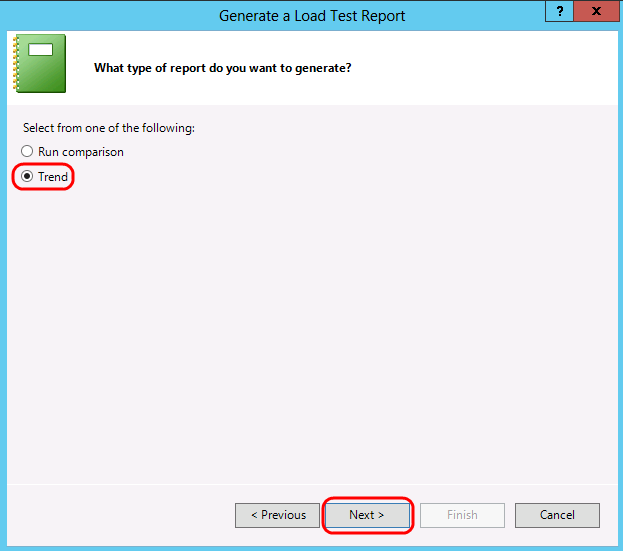 Generate a Load Test Report
?
x
What type of report do you want to generate?
Select from one of the following:
Run comparison
Trend
< Previous
Next >
Finish
Cancel